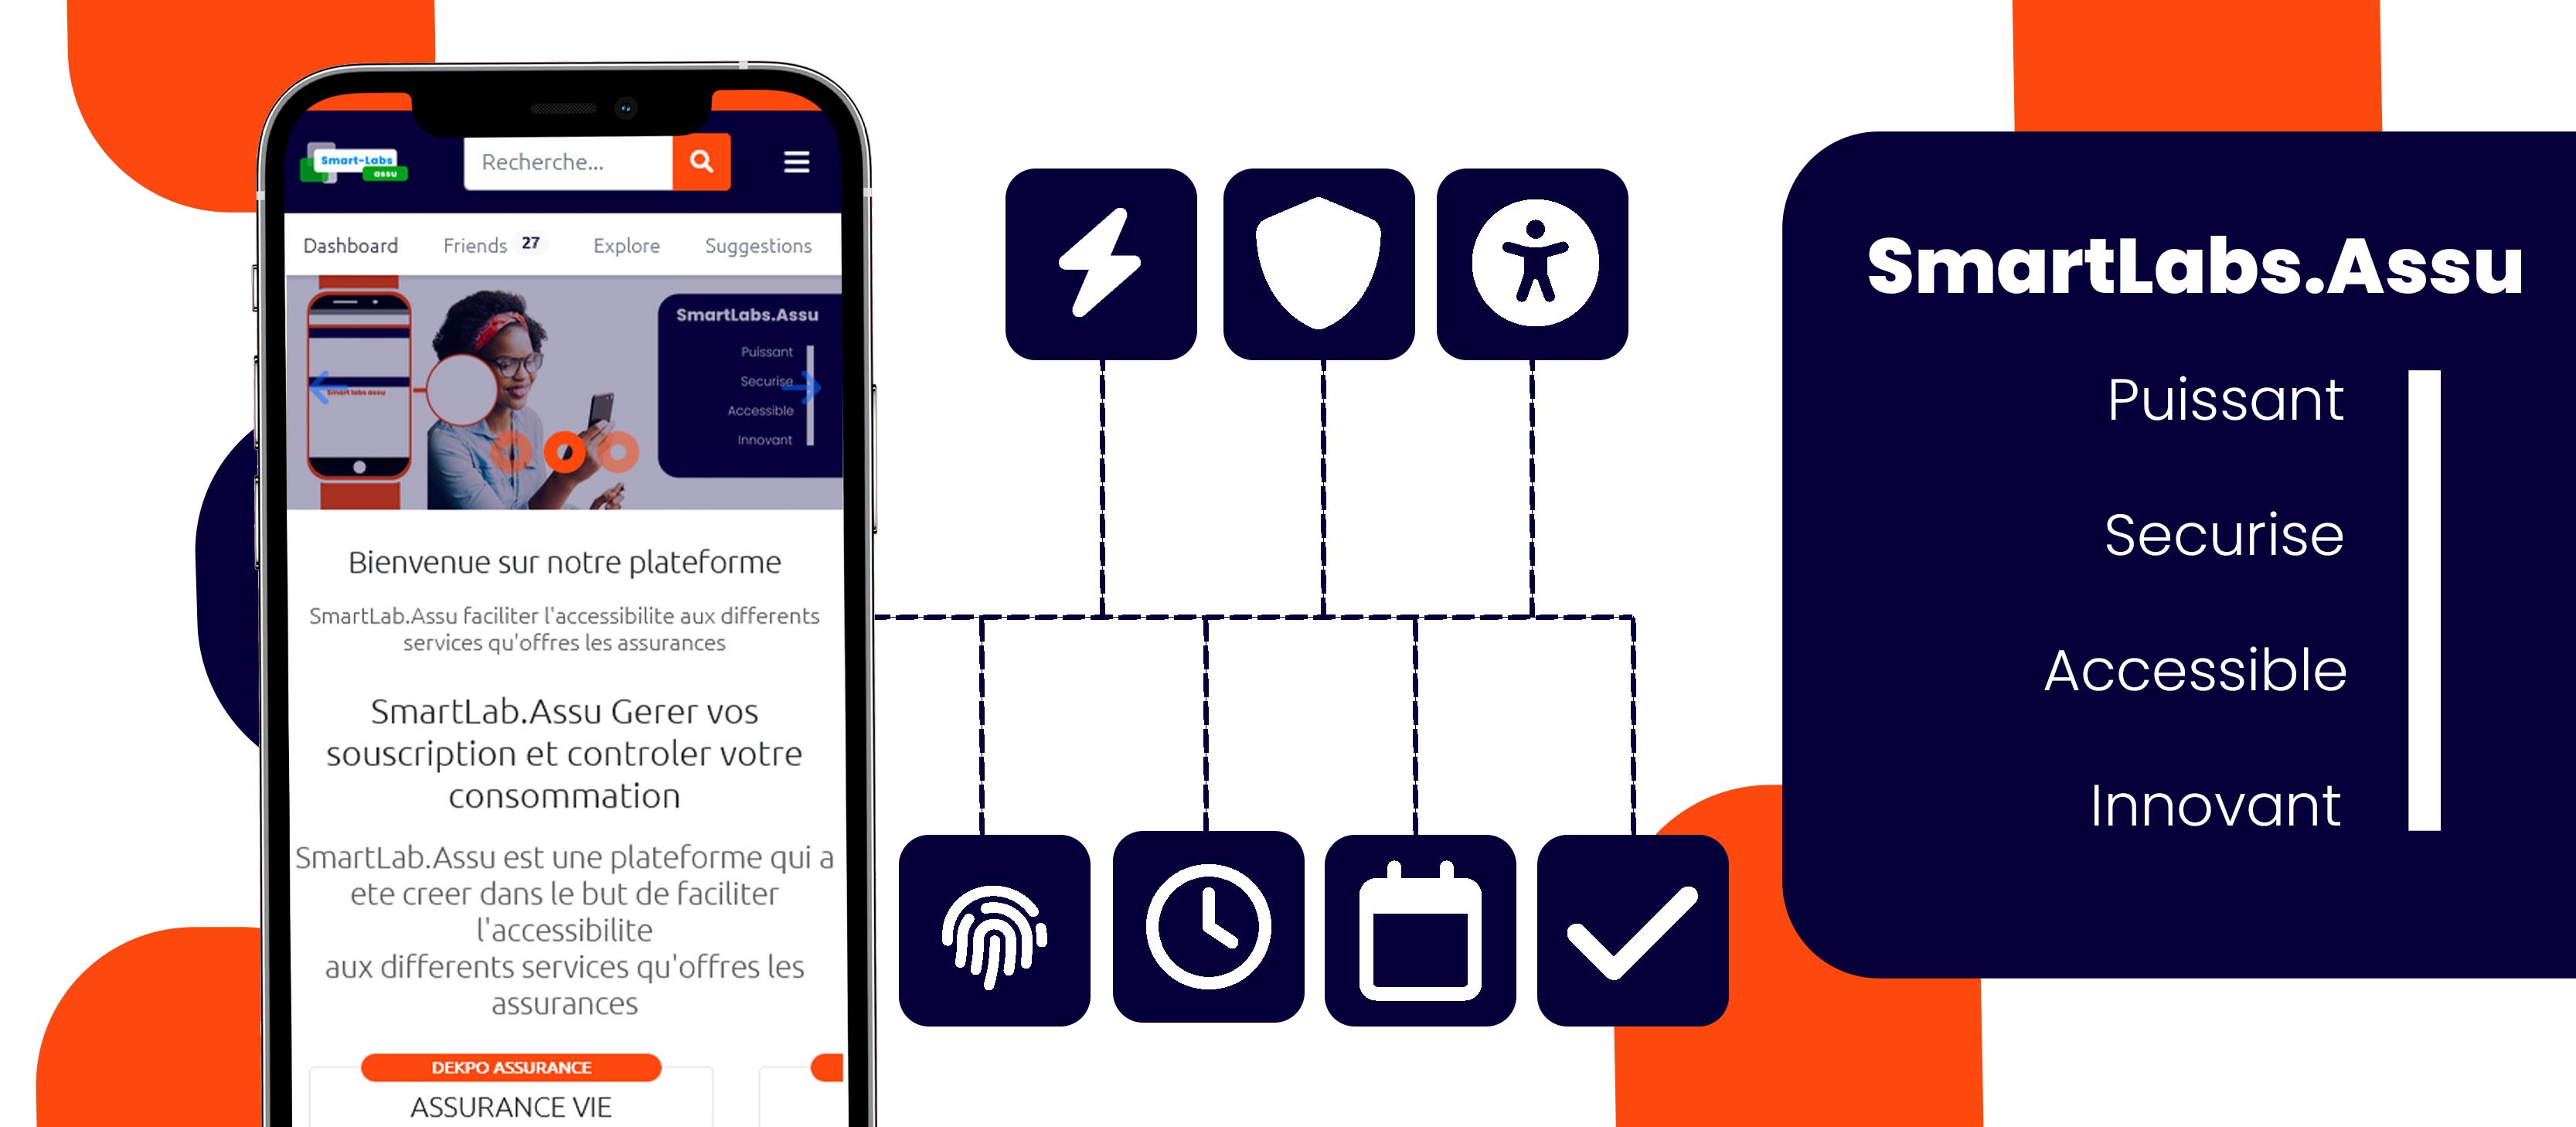 Smart-Labs
assu
Recherche...
Dashboard Friends 27 Explore Suggestions
Smart labs assu
SmartLabs.Assu
Puissant
Securise
Accessible
Innovant
Bienvenue sur notre plateforme
SmartLab.Assu faciliter l'accessibilite aux differents
services qu'offres les assurances
SmartLab.Assu Gerer vos
souscription et controler votre
consommation
SmartLab.Assu est une plateforme qui a
ete creer dans le but de faciliter
l'accessibilite
aux differents services qu'offres les
assurances
DEKPO ASSURANCE
ASSURANCE VIE
SmartLabs.Assu
Puissant
Securise
Accessible
Innovant